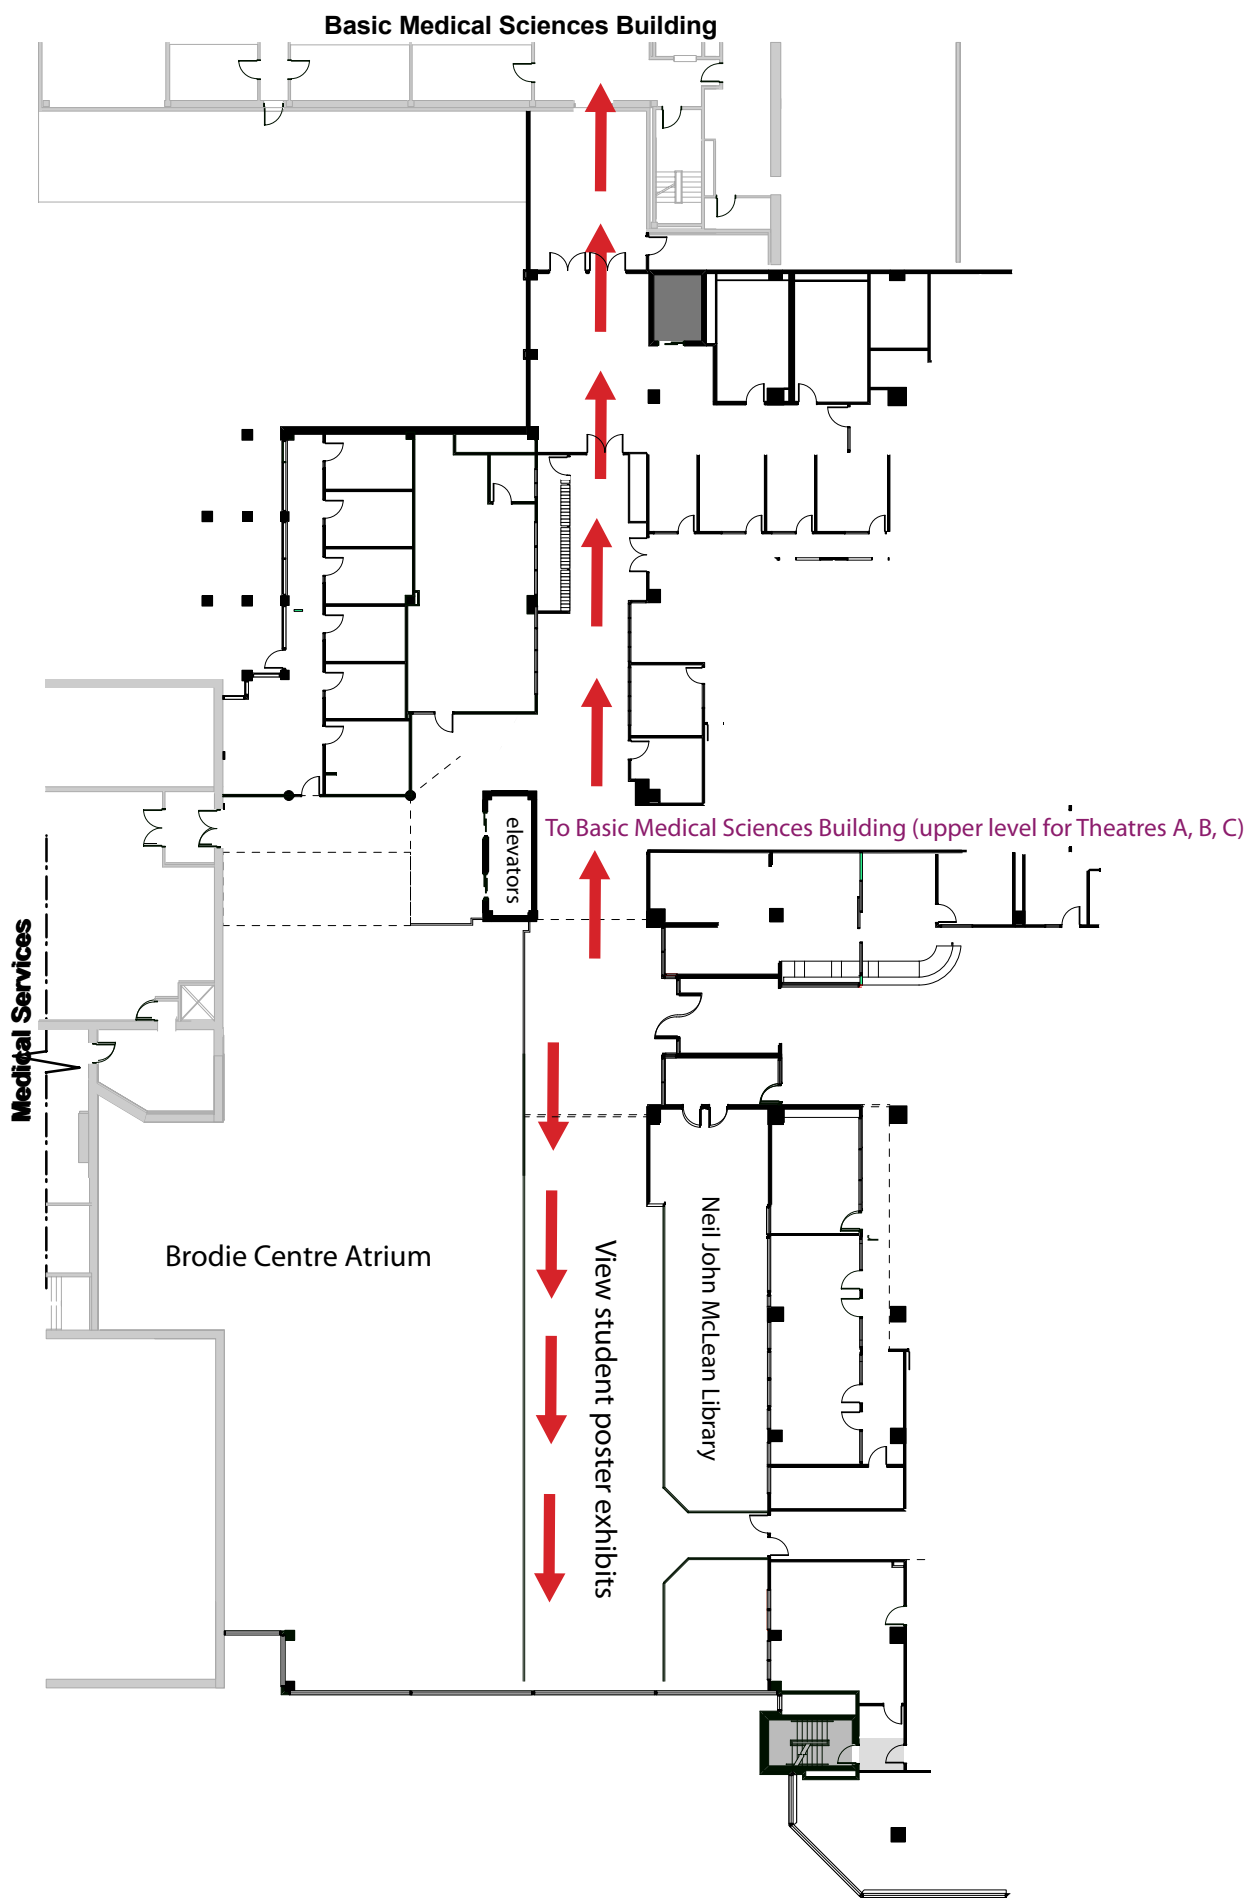 Basic Medical Sciences Building
elevators
To Basic Medical Sciences Building (upper level for Theatres A, B, C)
Medical Services
Brodie Centre Atrium
View student poster exhibits
Neil John McLean Library
r